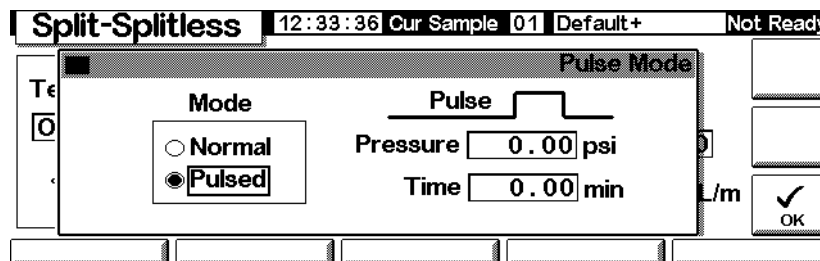 Split-Splitless 12:33:36 Cur Sample 01 Default+ Not Ready
Pulse Mode
Mode
Normal
Pulsed
Pulse
Pressure 0.00 psi
Time 0.00 min
L/m
OK